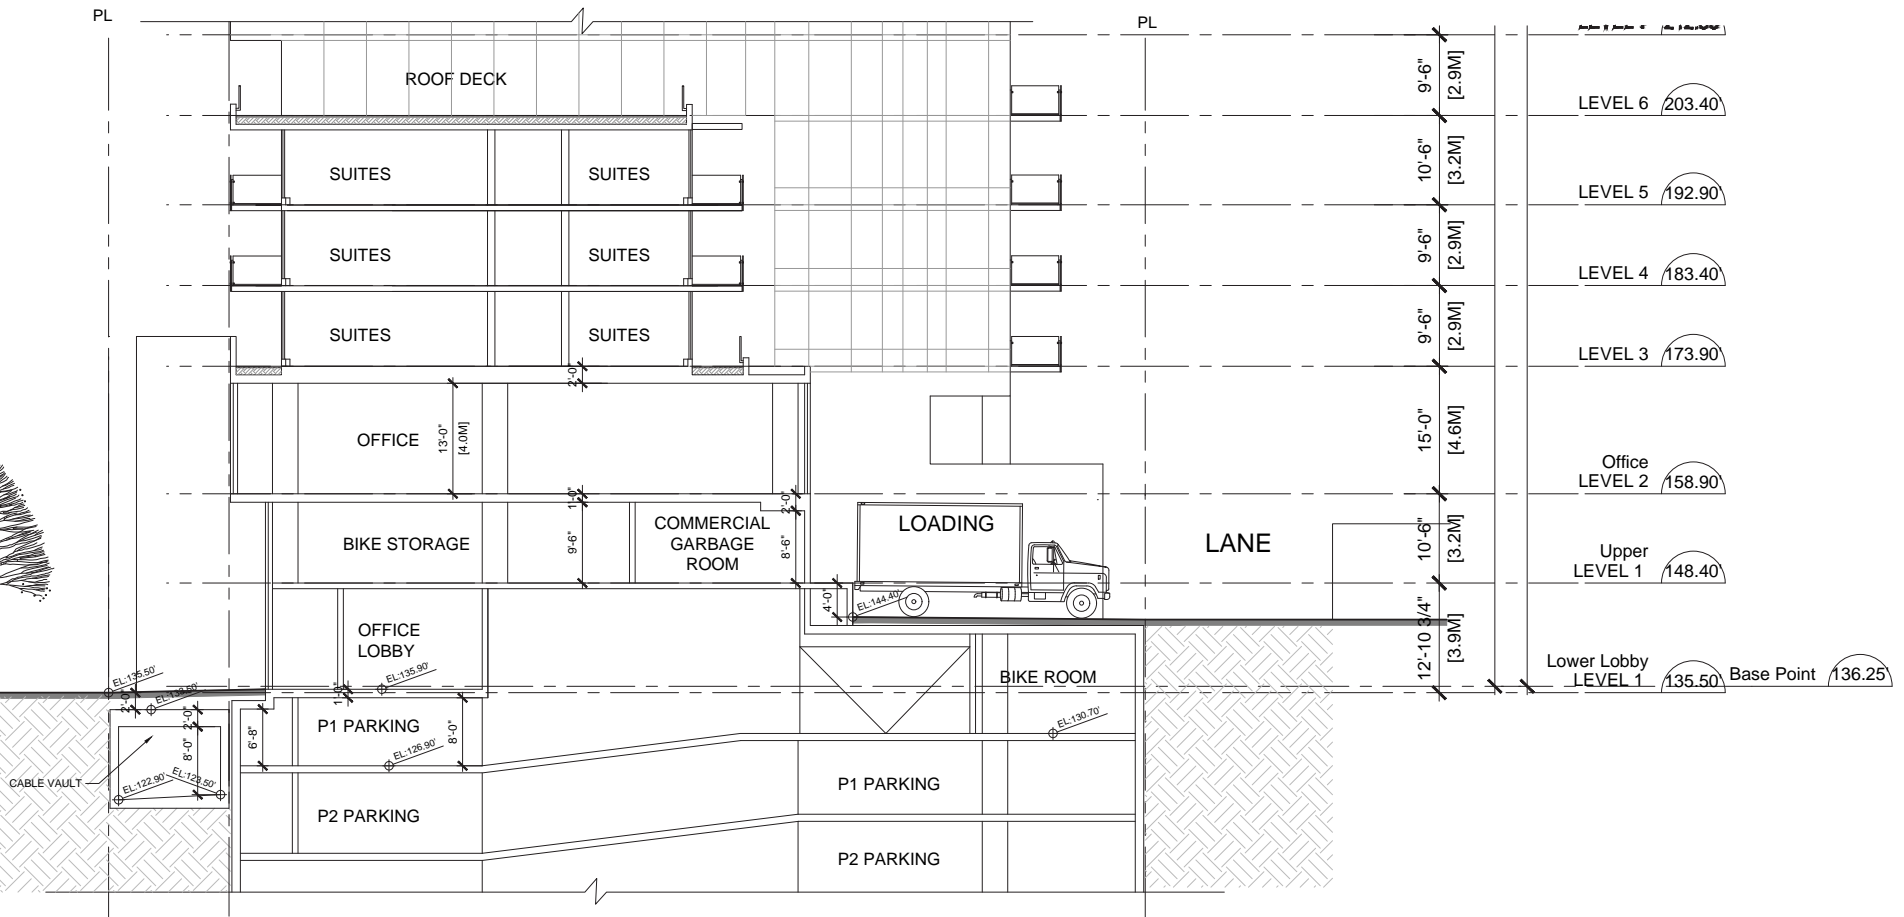 PL
PL
ROOF DECK
9'-6"
[2.9M]
LEVEL 6
203.40'
SUITES
SUITES
10'-6"
[3.2M]
LEVEL 5
192.90'
SUITES
SUITES
9'-6"
[2.9M]
LEVEL 4
183.40'
SUITES
SUITES
9'-6"
[2.9M]
LEVEL 3
173.90'
2'-0"
OFFICE
13'-0"
[4.0M]
15'-0"
[4.6M]
Office
LEVEL 2
158.90'
1'-0"
2'-0"
BIKE STORAGE
9'-6"
COMMERCIAL
GARBAGE
ROOM
8'-6"
LOADING
LANE
10'-6"
[3.2M]
Upper
LEVEL 1
148.40'
4'-0"
EL:144.40'
OFFICE
LOBBY
12'-10 3/4"
[3.9M]
Lower Lobby
LEVEL 1
135.50'
Base Point
136.25'
EL:135.50'
EL:135.90'
BIKE ROOM
2'-0"
1'-0"
2'-0"
P1 PARKING
6'-8"
8'-0"
8'-0"
EL:126.90'
EL:130.70'
CABLE VAULT
EL:122.90'
EL:123.50'
P1 PARKING
P2 PARKING
P2 PARKING